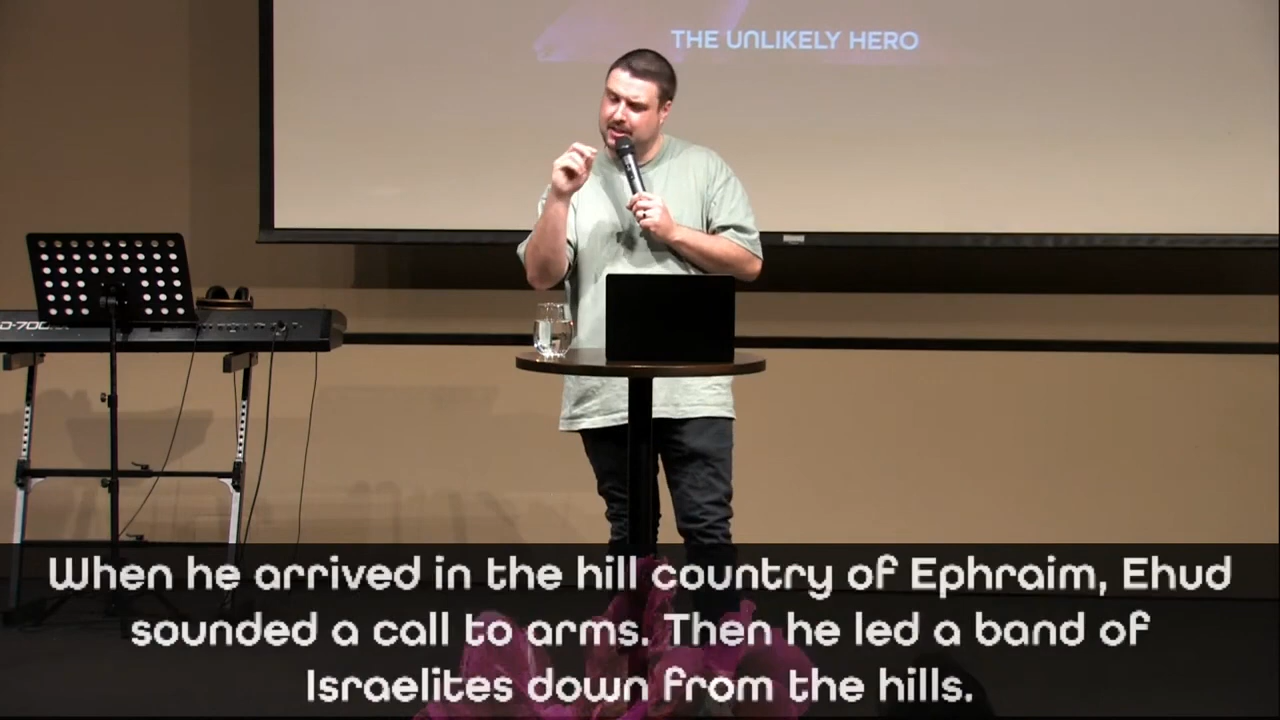 THE UNLIKELY HERO
When he arrived in the hill country of Ephraim, Ehud
sounded a call to arms. Then he led a band of
Israelites down from the hills.